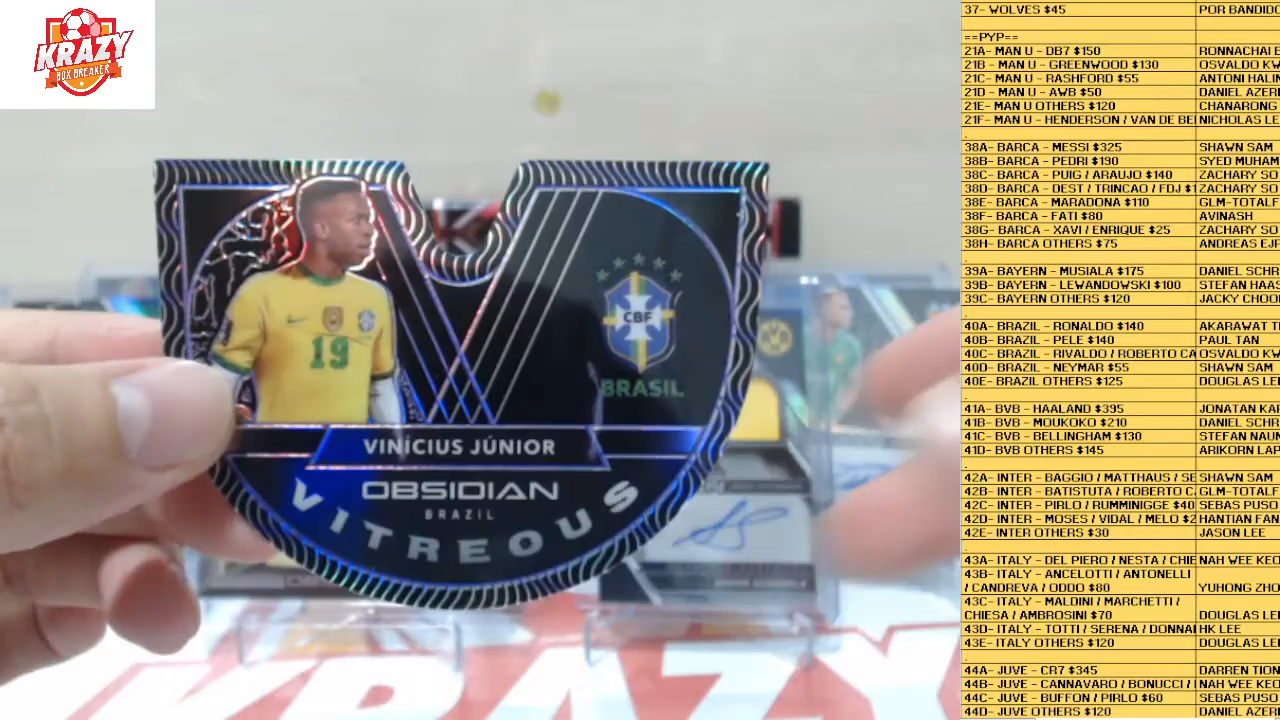 KRAZY
BOX BREAKER
19
CBF
BRASIL
VINÍCIUS JÚNIOR
OBSIDIAN
BRAZIL
VITREOUS
KRAZY
37- WOLVES $45 POR BANDIDO
==PYP==
21A- MAN U - DB7 $150 RONNACHAI
21B - MAN U - GREENWOOD $130 OSVALDO KW
21C- MAN U - RASHFORD $55 ANTONI HALIN
21D - MAN U - AWB $50 DANIEL AZER
21E- MAN U OTHERS $120 CHANARONG
21F- MAN U - HENDERSON / VAN DE BE NICHOLAS LE
.
38A- BARCA - MESSI $325 SHAWN SAM
38B- BARCA - PEDRI $190 SYED MUHAM
38C- BARCA - PUIG / ARAUJO $140 ZACHARY SO
38D- BARCA - DEST / TRINCAO / FDJ $1 ZACHARY SO
38E- BARCA - MARADONA $110 GLM-TOTALF
38F- BARCA - FATI $80 AVINASH
38G- BARCA - XAVI / ENRIQUE $25 ZACHARY SO
38H- BARCA OTHERS $75 ANDREAS EJF
.
39A- BAYERN - MUSIALA $175 DANIEL SCHR
39B- BAYERN - LEWANDOWSKI $100 STEFAN HAAS
39C- BAYERN OTHERS $120 JACKY CHOO
.
40A- BRAZIL - RONALDO $140 AKARAWAT T
40B- BRAZIL - PELE $140 PAUL TAN
40C- BRAZIL - RIVALDO / ROBERTO CA OSVALDO KW
40D- BRAZIL - NEYMAR $55 SHAWN SAM
40E- BRAZIL OTHERS $125 DOUGLAS LE
.
41A- BVB - HAALAND $395 JONATAN KA
41B- BVB - MOUKOKO $210 DANIEL SCHR
41C- BVB - BELLINGHAM $130 STEFAN NAUM
41D- BVB OTHERS $145 ARIKORN LAP
.
42A- INTER - BAGGIO / MATTHAUS / SE SHAWN SAM
42B- INTER - BATISTUTA / ROBERTO C GLM-TOTALF
42C- INTER - PIRLO / RUMMINIGGE $40 SEBAS PUSO
42D- INTER - MOSES / VIDAL / MELO $2 HANTIAN FAN
42E- INTER OTHERS $30 JASON LEE
.
43A- ITALY - DEL PIERO / NESTA / CHIE NAH WEE KEO
43B- ITALY - ANCELOTTI / ANTONELLI
/ CANDREVA / ODDO $80 YUHONG ZHO
43C- ITALY - MALDINI / MARCHETTI /
CHIESA / AMBROSINI $70 DOUGLAS LE
43D- ITALY - TOTTI / SERENA / DONNA HK LEE
43E- ITALY OTHERS $120 DOUGLAS LE
.
44A- JUVE - CR7 $345 DARREN TION
44B- JUVE - CANNAVARO / BONUCCI / NAH WEE KEO
44C- JUVE - BUFFON / PIRLO $60 SEBAS PUSO
44D- JUVE OTHERS $120 DANIEL AZER